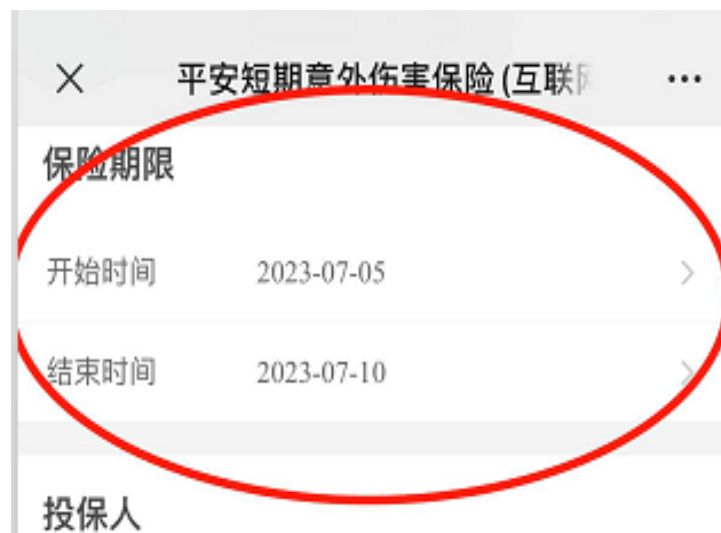 平安短期意外伤害保险 (互联
保险期限
开始时间 2023-07-05
结束时间 2023-07-10
投保人